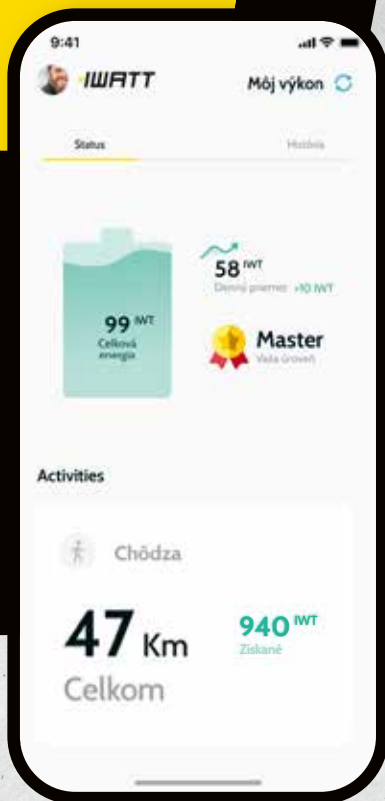 9:41
IWATT
Môj výkon
Status
História
58 IWT
Denný priemer +10 IWT
99 IWT
Celková
energia
Master
Vaša úroveň
Activities
Chôdza
47 Km
Celkom
940 IWT
Získané